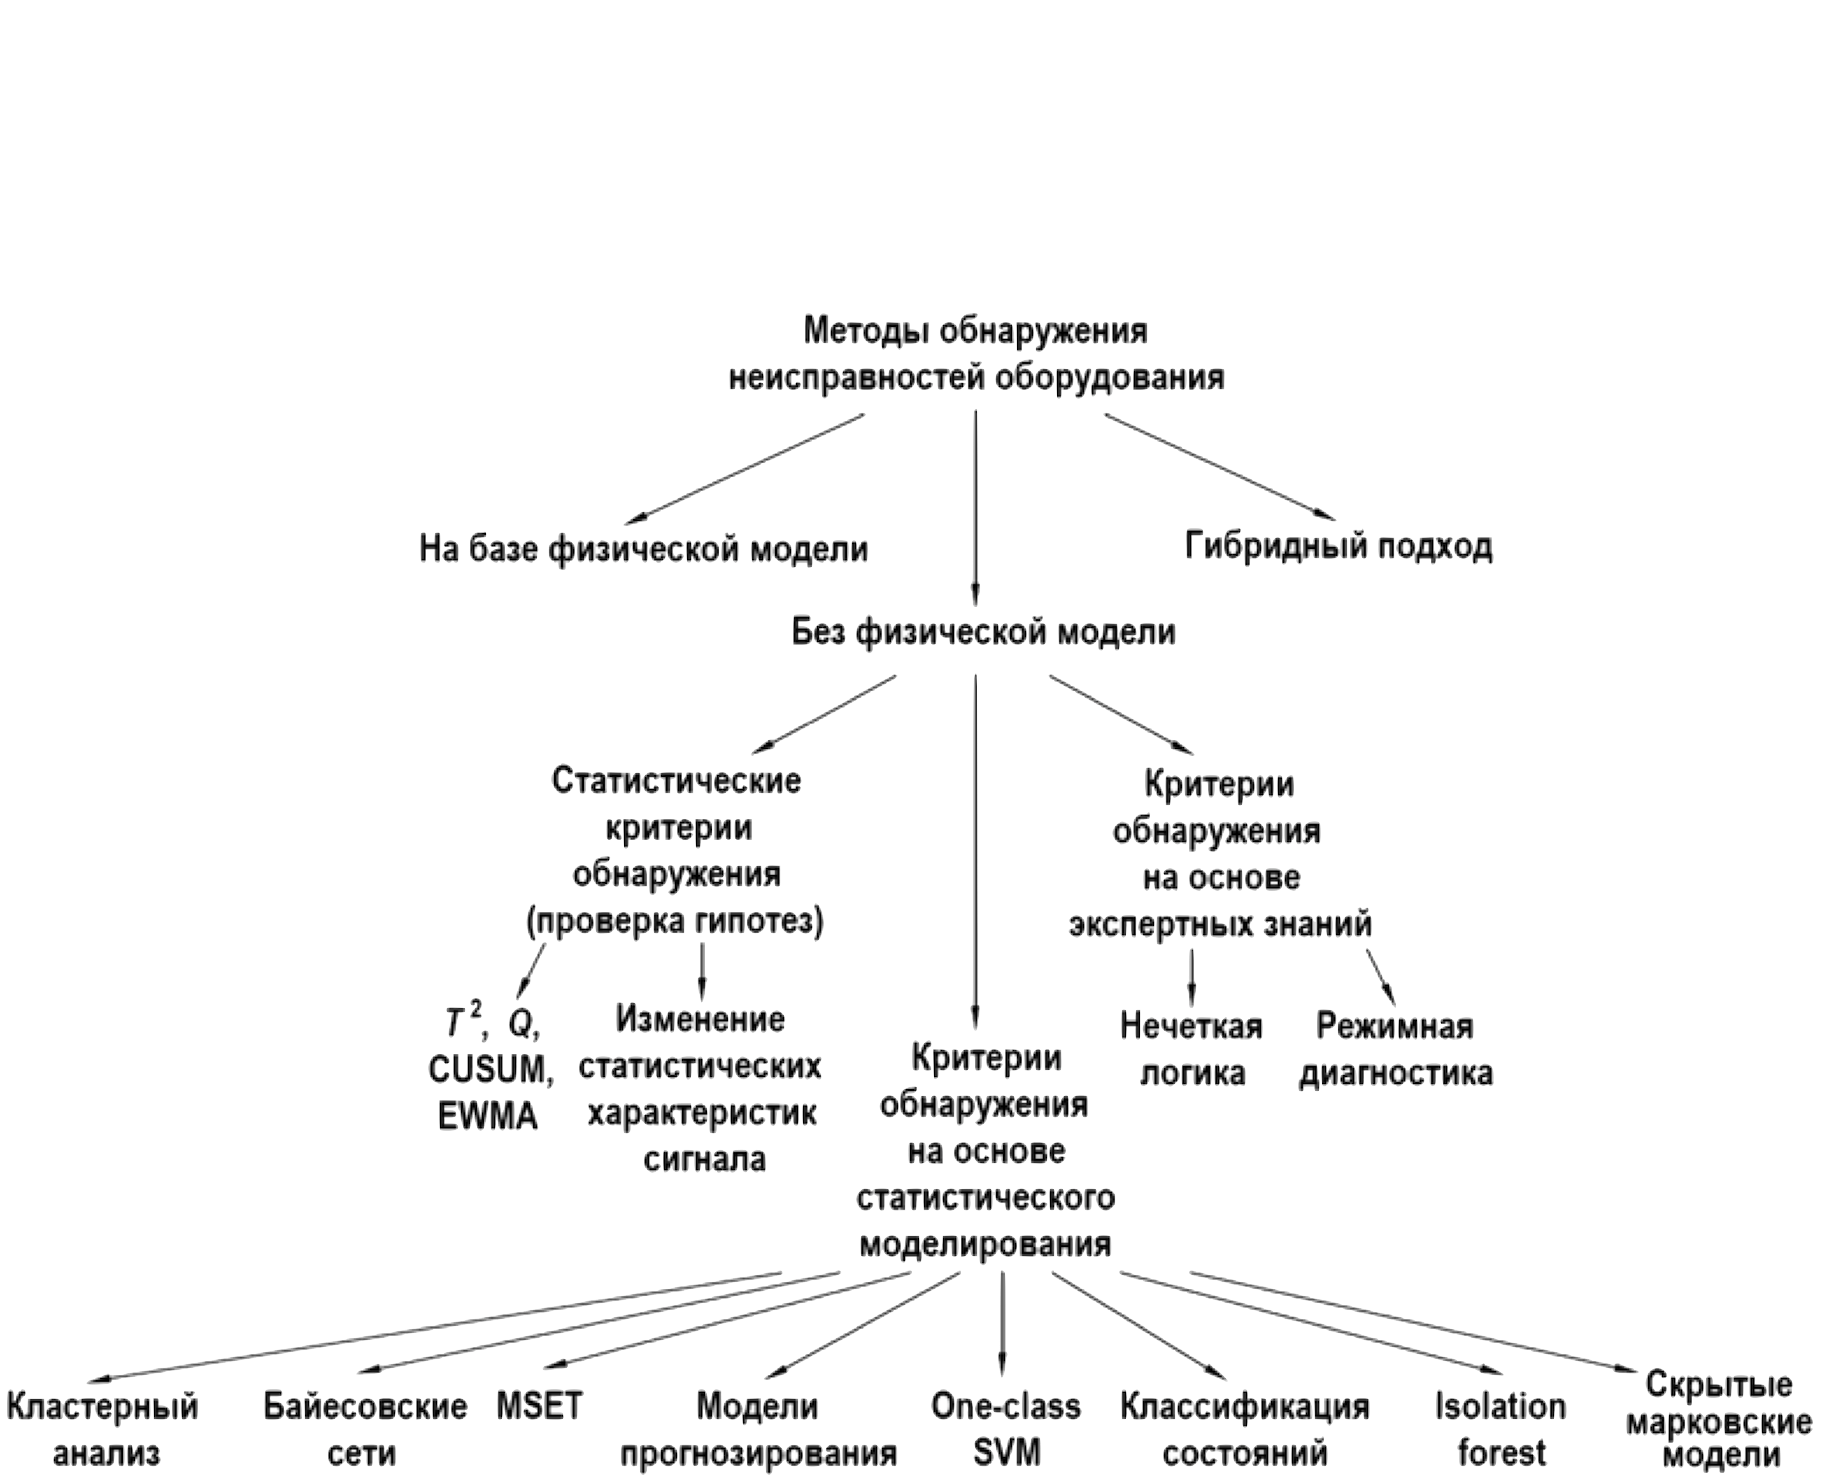 Методы обнаружения
неисправностей оборудования
На базе физической модели
Гибридный подход
Без физической модели
Статистические
критерии
обнаружения
(проверка гипотез)
Критерии
обнаружения
на основе
экспертных знаний
T², Q,
CUSUM,
EWMA
Изменение
статистических
характеристик
сигнала
Критерии
обнаружения
на основе
статистического
моделирования
Нечеткая
логика
Режимная
диагностика
Кластерный
анализ
Байесовские
сети
MSET
Модели
прогнозирования
One-class
SVM
Классификация
состояний
Isolation
forest
Скрытые
марковские
модели